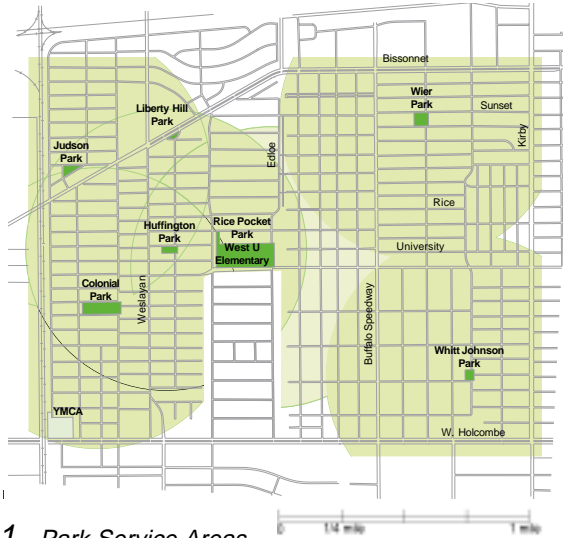 Bissonnet
Wier
Park
Sunset
Liberty Hill
Park
Kirby
Judson
Park
Edloe
Rice
Huffington
Park
Rice Pocket
Park
West U
Elementary
University
Colonial
Park
Weslayan
Buffalo Speedway
Whitt Johnson
Park
YMCA
W. Holcombe
1 Park Service Areas
0 1/4 mile 1 mile